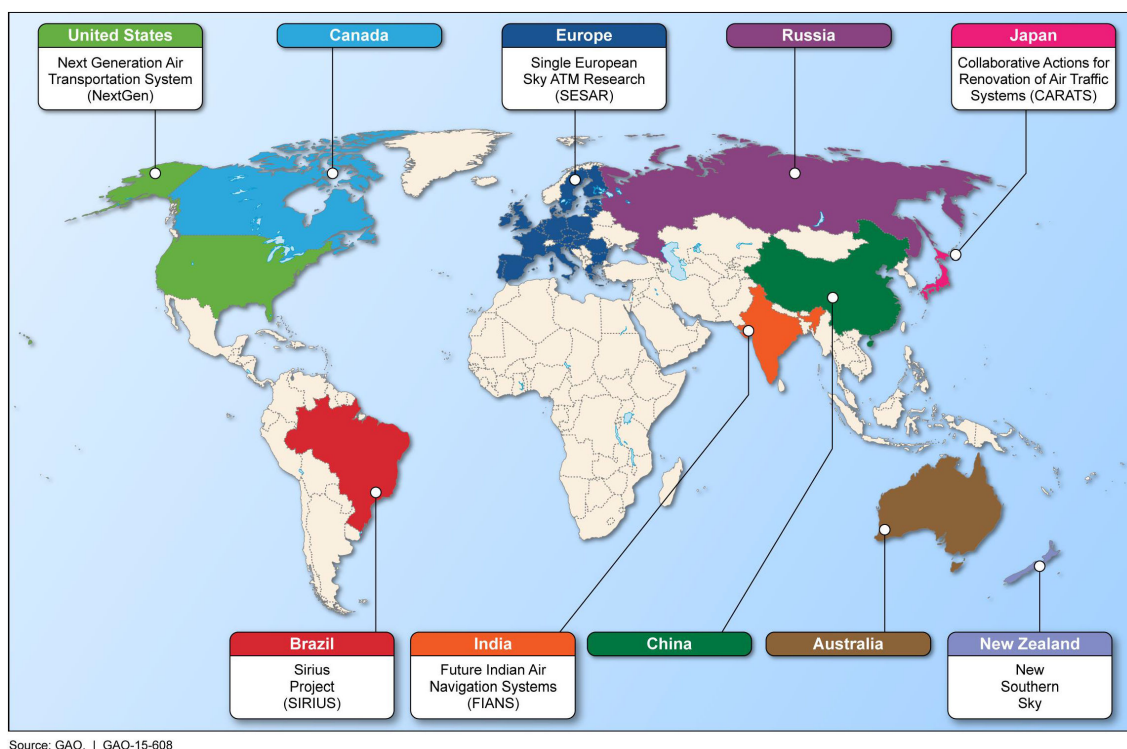 United States
Next Generation Air
Transportation System
(NextGen)
Canada
Europe
Single European
Sky ATM Research
(SESAR)
Russia
Japan
Collaborative Actions for
Renovation of Air Traffic
Systems (CARATS)
Brazil
Sirius
Project
(SIRIUS)
India
Future Indian Air
Navigation Systems
(FIANS)
China
Australia
New Zealand
New
Southern
Sky
Source: GAO. | GAO-15-608